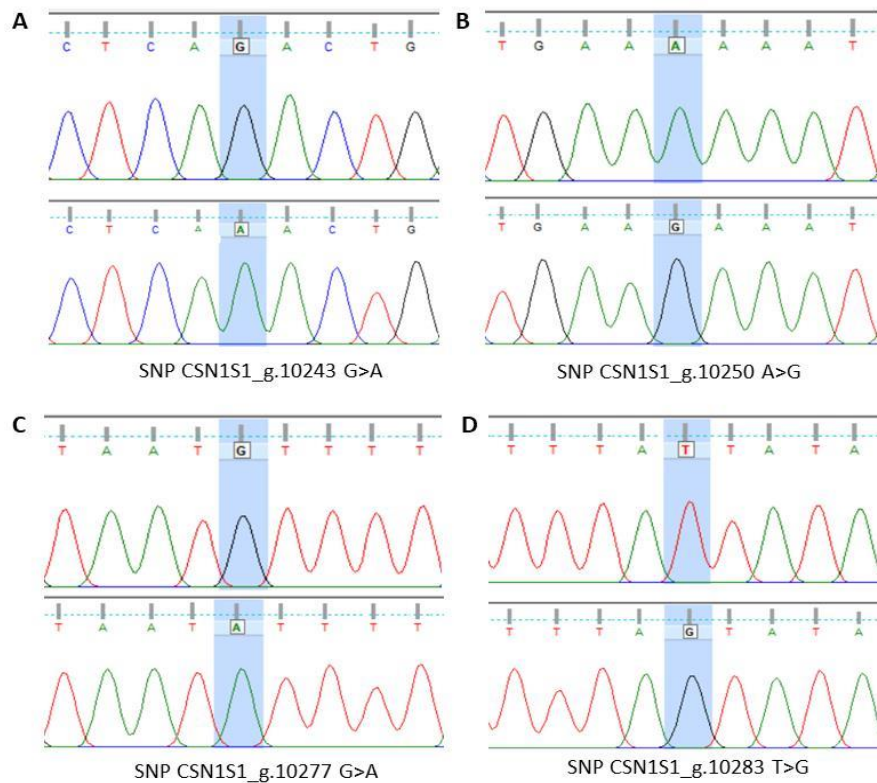 A
C T C A G A C T G
C T C A A A C T G
SNP CSN1S1_g.10243 G>A
B
T G A A A A A A T
T G A A G A A A T
SNP CSN1S1_g.10250 A>G
C
T A A T G T T T T
T A A T A T T T T
SNP CSN1S1_g.10277 G>A
D
T T T A T T A T A
T T T A G T A T A
SNP CSN1S1_g.10283 T>G